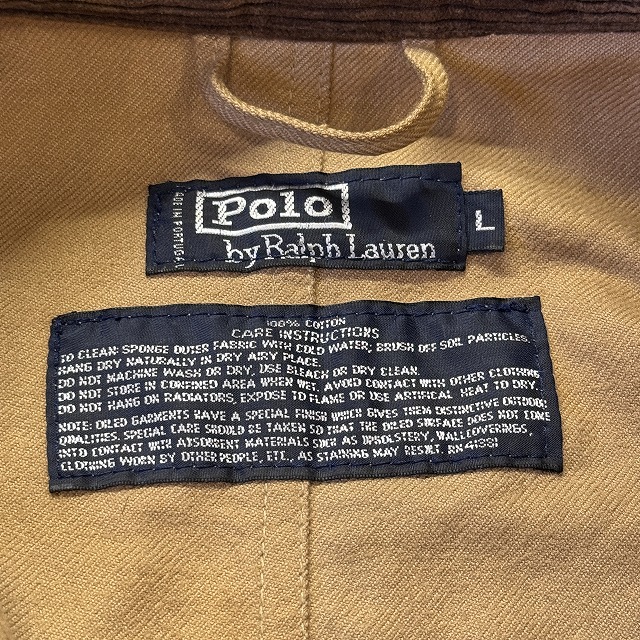 MADE IN PORTUGAL
Polo
by Ralph Lauren
L
100% COTTON
CARE INSTRUCTIONS
TO CLEAN: SPONGE OUTER FABRIC WITH COLD WATER; BRUSH OFF SOIL PARTICLES.
HANG DRY NATURALLY IN DRY AIRY PLACE.
DO NOT MACHINE WASH OR DRY, USE BLEACH OR DRY CLEAN.
DO NOT STORE IN CONFINED AREA WHEN WET. AVOID CONTACT WITH OTHER CLOTHING
DO NOT HANG ON RADIATORS, EXPOSE TO FLAME OR USE ARTIFICAL HEAT TO DRY.
NOTE: OILED GARMENTS HAVE A SPECIAL FINISH WHICH GIVES THEM DISTINCTIVE OUTDOOR
QUALITIES. SPECIAL CARE SHOULD BE TAKEN SO THAT THE OILED SURFACE DOES NOT COME
INTO CONTACT WITH ABSORBENT MATERIALS SUCH AS UPHOLSTERY, WALLCOVERINGS,
CLOTHING WORN BY OTHER PEOPLE, ETC., AS STAINING MAY RESULT. RN 41381